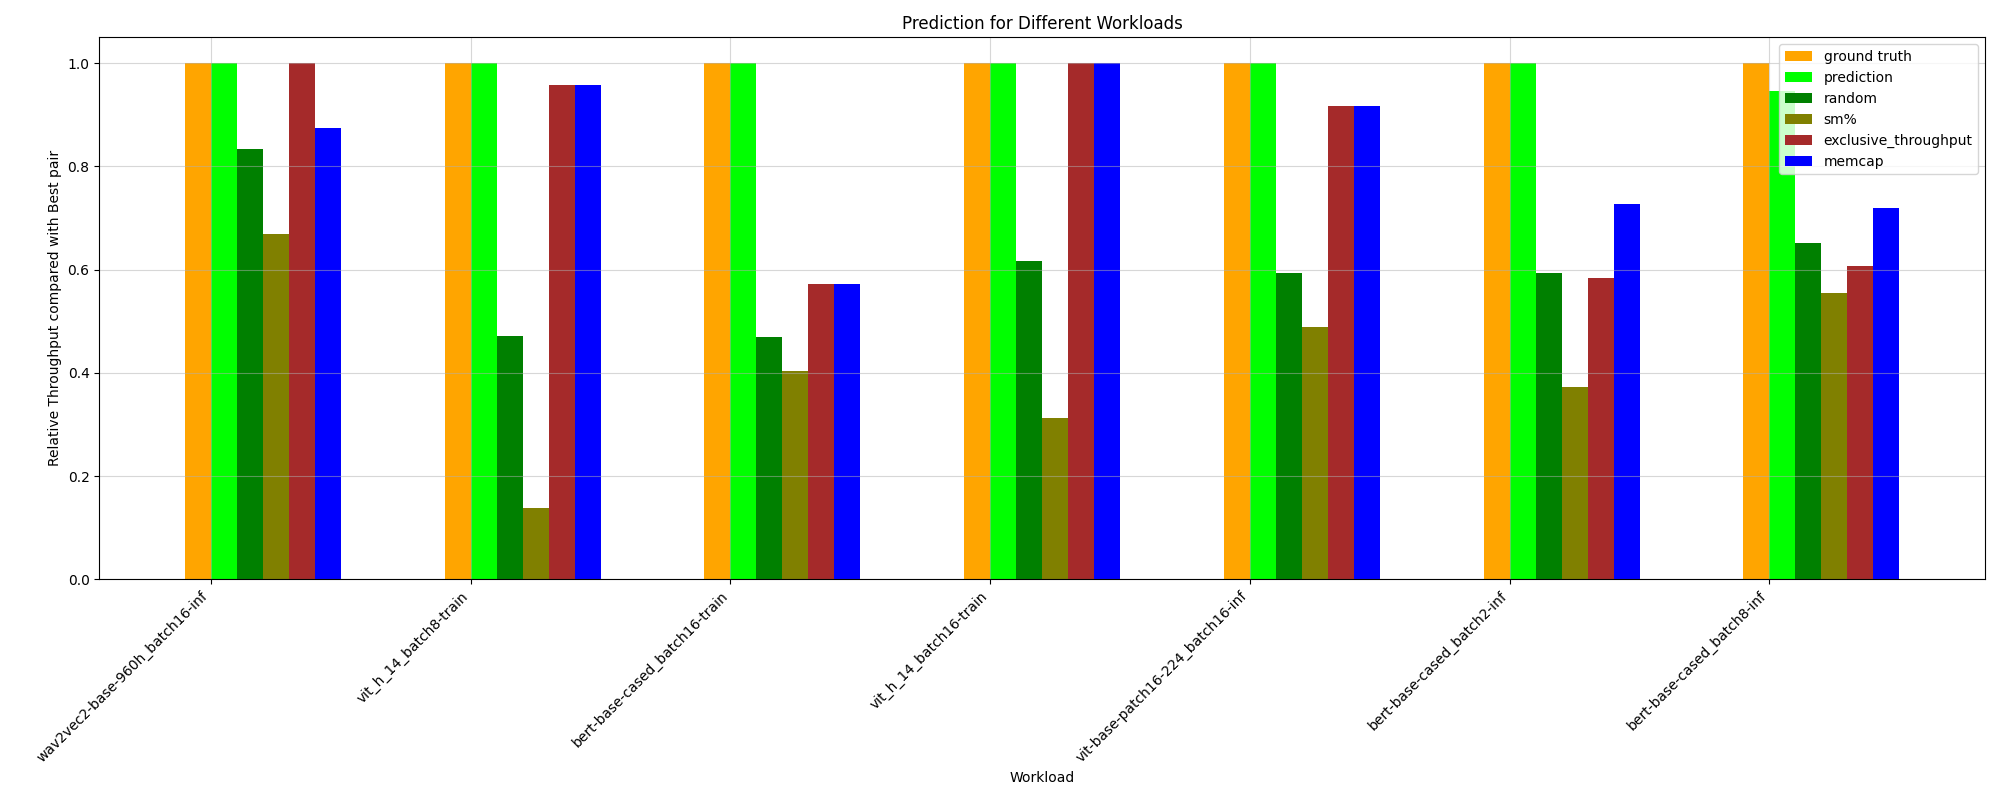 Prediction for Different Workloads
Relative Throughput compared with Best pair
1.0
0.8
0.6
0.4
0.2
0.0
ground truth
prediction
random
sm%
exclusive_throughput
memcap
wav2vec2-base-960h_batch16-inf
vit_h_14_batch8-train
bert-base-cased_batch16-train
vit_h_14_batch16-train
vit-base-patch16-224_batch16-inf
bert-base-cased_batch2-inf
bert-base-cased_batch8-inf
Workload